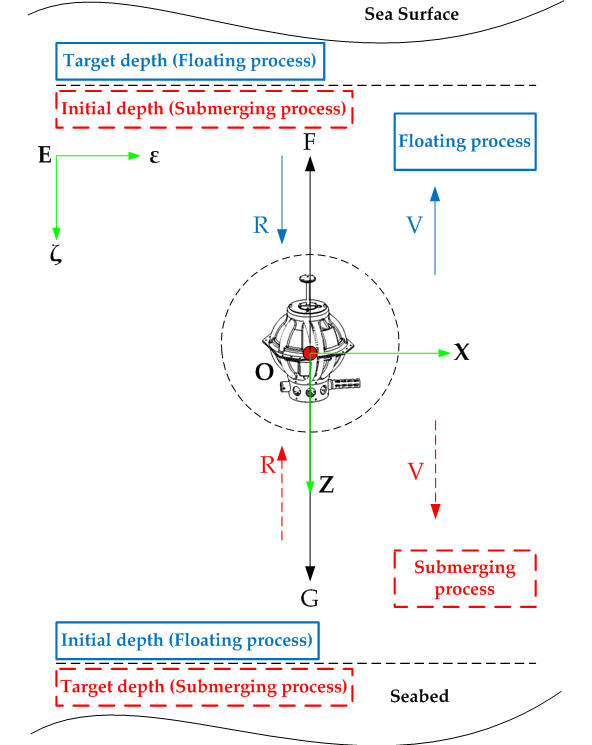 Sea Surface
Target depth (Floating process)
Initial depth (Submerging process)
F
Floating process
E
ε
ζ
R
V
O
X
R
V
Z
Submerging
process
G
Initial depth (Floating process)
Target depth (Submerging process)
Seabed